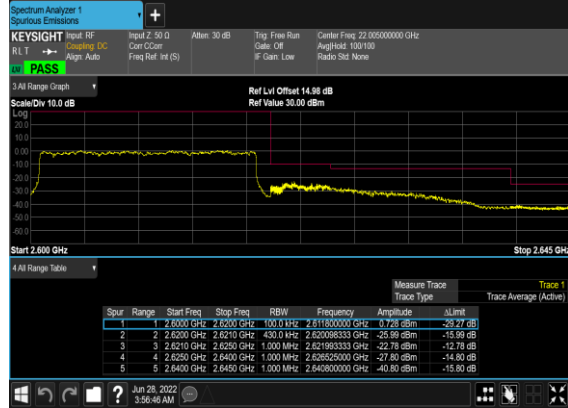 Spectrum Analyzer 1
Spurious Emissions
KEYSIGHT Input: RF Input Z: 50 Ω Atten: 30 dB Trig: Free Run Center Freq: 22.005000000 GHz
RLT Coupling: DC Corr CCorr Gate: Off Avg|Hold: 100/100
Align: Auto Freq Ref: Int (S) IF Gain: Low Radio Std: None
LW PASS
3 All Range Graph
Ref Lvl Offset 14.98 dB
Scale/Div 10.0 dB Ref Value 30.00 dBm
Log
20.0
10.0
0.00
-10.0
-20.0
-30.0
-40.0
-50.0
-60.0
Start 2.600 GHz Stop 2.645 GHz
4 All Range Table
Measure Trace Trace 1
Trace Type Trace Average (Active)
Spur Range Start Freq Stop Freq RBW Frequency Amplitude ΔLimit
1 1 2.6000 GHz 2.6200 GHz 100.0 kHz 2.611800000 GHz 0.728 dBm -29.27 dB
2 2 2.6200 GHz 2.6210 GHz 430.0 kHz 2.620098333 GHz -25.99 dBm -15.99 dB
3 3 2.6210 GHz 2.6250 GHz 1.000 MHz 2.621993333 GHz -22.78 dBm -12.78 dB
4 4 2.6250 GHz 2.6400 GHz 1.000 MHz 2.626525000 GHz -27.80 dBm -14.80 dB
5 5 2.6400 GHz 2.6450 GHz 1.000 MHz 2.640800000 GHz -40.80 dBm -15.80 dB
? Jun 28, 2022
3:56:46 AM